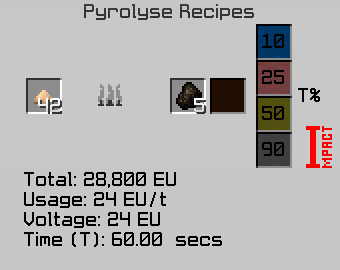 Pyrolyse Recipes
10
42
5
25
T%
50
90
IMPACT
Total: 28,800 EU
Usage: 24 EU/t
Voltage: 24 EU
Time (T): 60.00 secs